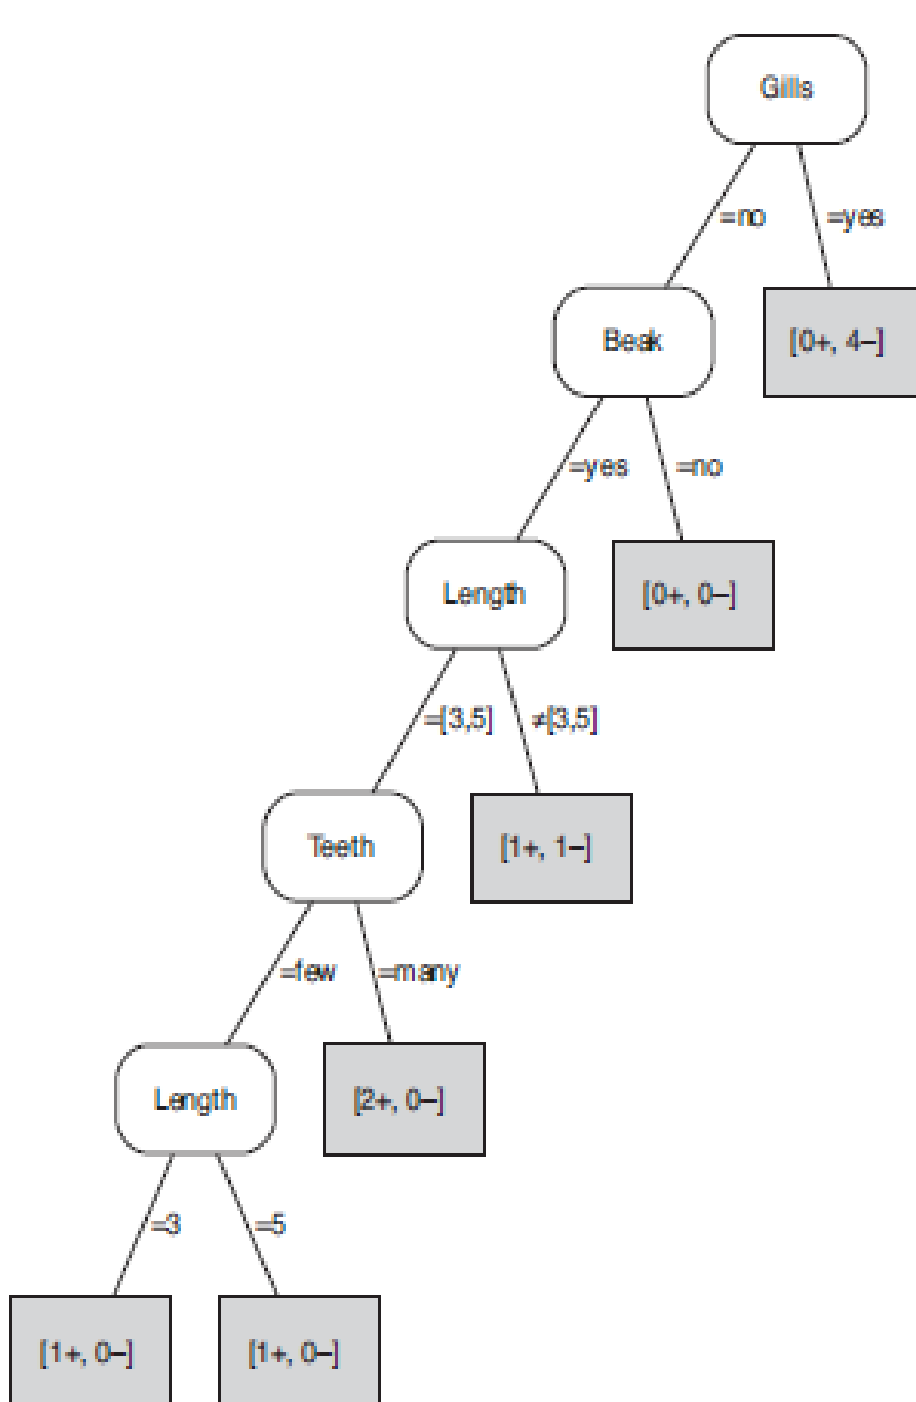 Gills
=no
=yes
Beak
[0+, 4–]
=yes
=no
Length
[0+, 0–]
=[3,5]
≠[3,5]
Teeth
[1+, 1–]
=few
=many
Length
[2+, 0–]
=3
=5
[1+, 0–]
[1+, 0–]